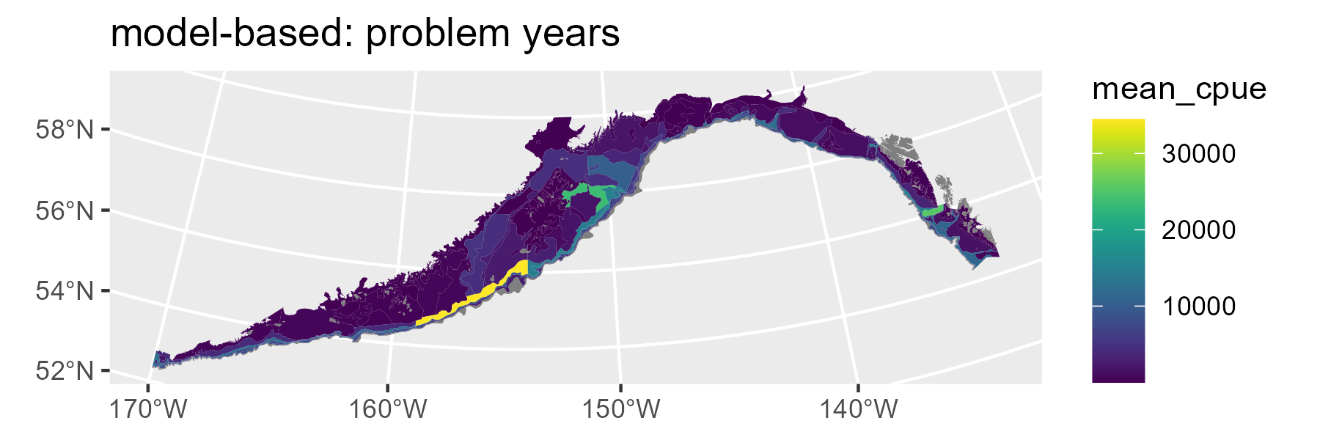 model-based: problem years
58°N
56°N
54°N
52°N
170°W
160°W
150°W
140°W
mean_cpue
30000
20000
10000